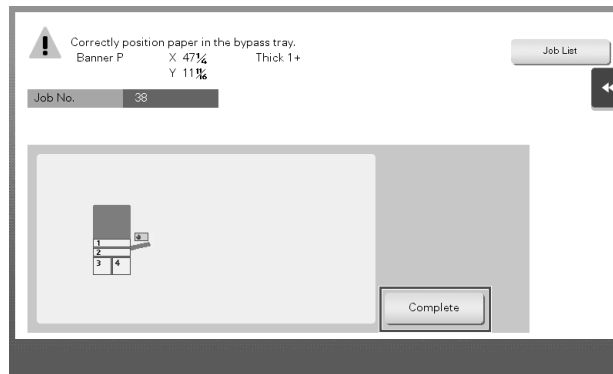 Correctly position paper in the bypass tray.
Banner P X 47¼ Thick 1+
Y 11 11/16
Job List
Job No. 38
1
2
3 4
Complete